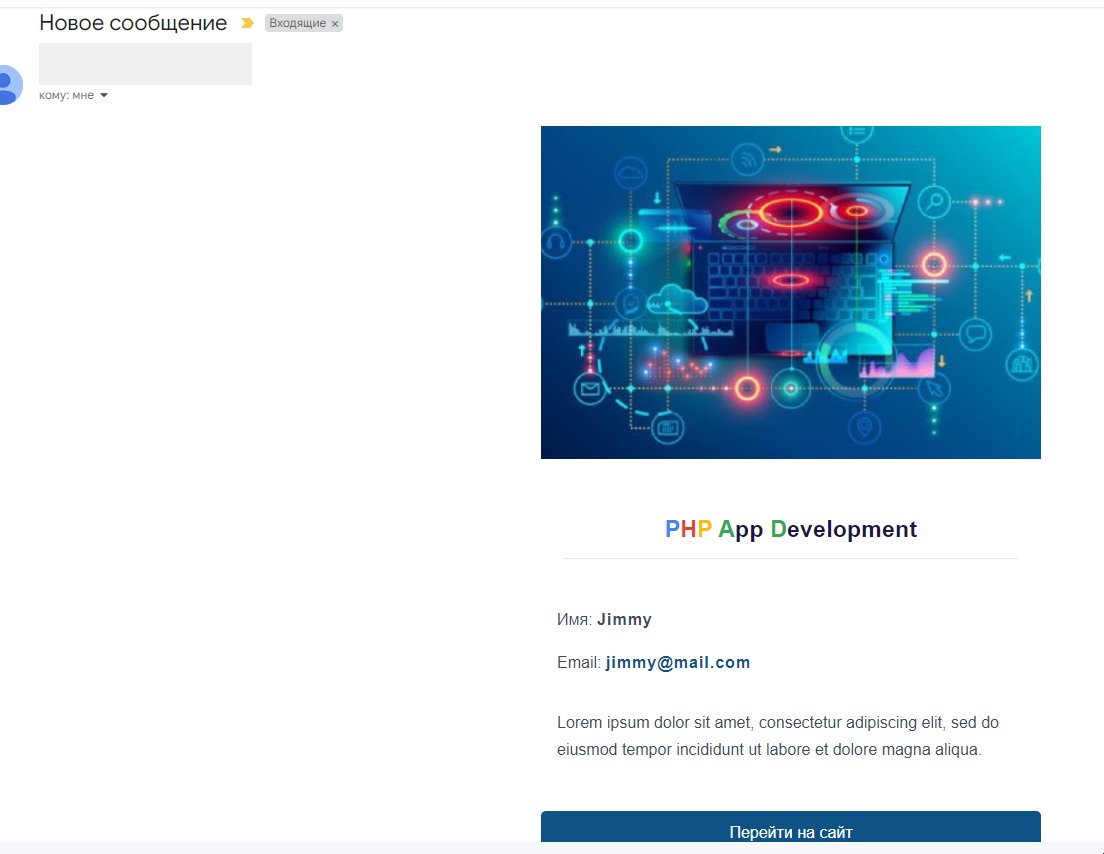 Новое сообщение
Входящие ×
кому: мне
PHP App Development
Имя: Jimmy
Email: jimmy@mail.com
Lorem ipsum dolor sit amet, consectetur adipiscing elit, sed do
eiusmod tempor incididunt ut labore et dolore magna aliqua.
Перейти на сайт